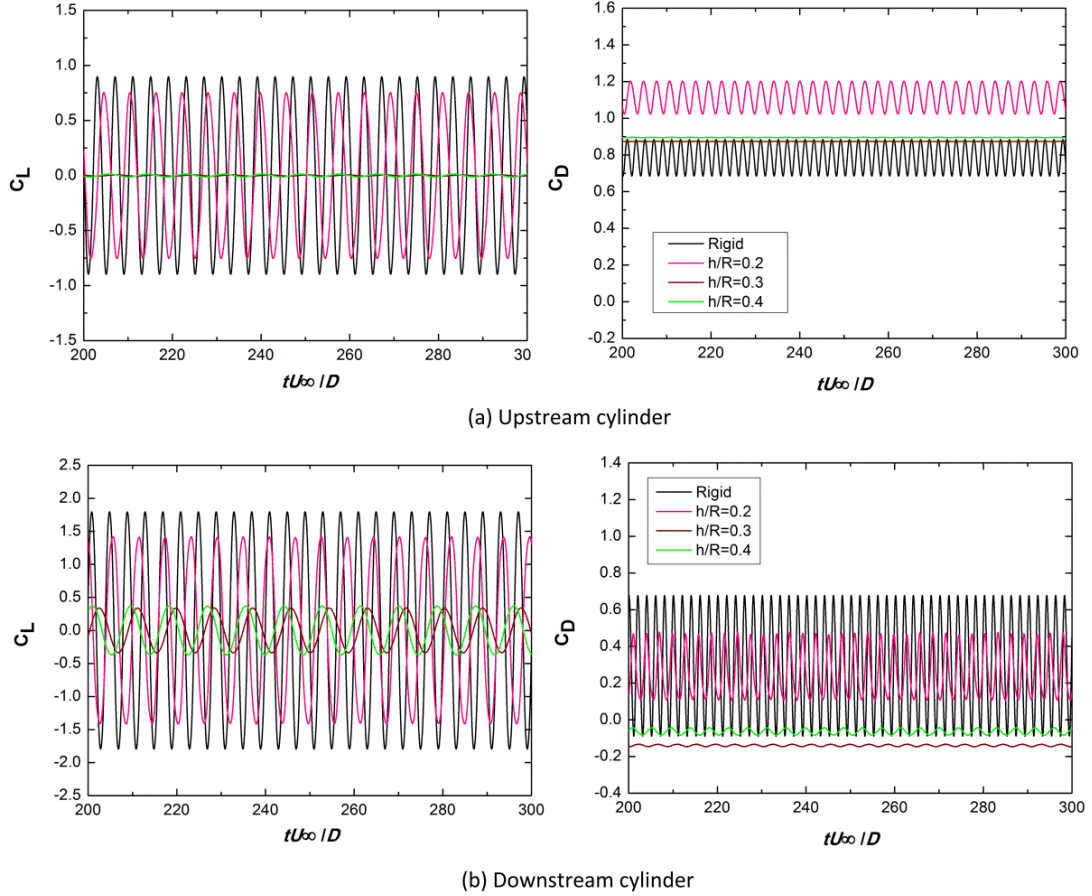 1.5
1.0
0.5
0.0
-0.5
-1.0
-1.5
C_L
200 220 240 260 280 300
tU∞/D
1.6
1.4
1.2
1.0
0.8
0.6
0.4
0.2
0.0
-0.2
C_D
Rigid
h/R=0.2
h/R=0.3
h/R=0.4
200 220 240 260 280 300
tU∞/D
(a) Upstream cylinder
2.5
2.0
1.5
1.0
0.5
0.0
-0.5
-1.0
-1.5
-2.0
-2.5
C_L
200 220 240 260 280 300
tU∞/D
1.4
1.2
1.0
0.8
0.6
0.4
0.2
0.0
-0.2
-0.4
C_D
Rigid
h/R=0.2
h/R=0.3
h/R=0.4
200 220 240 260 280 300
tU∞/D
(b) Downstream cylinder